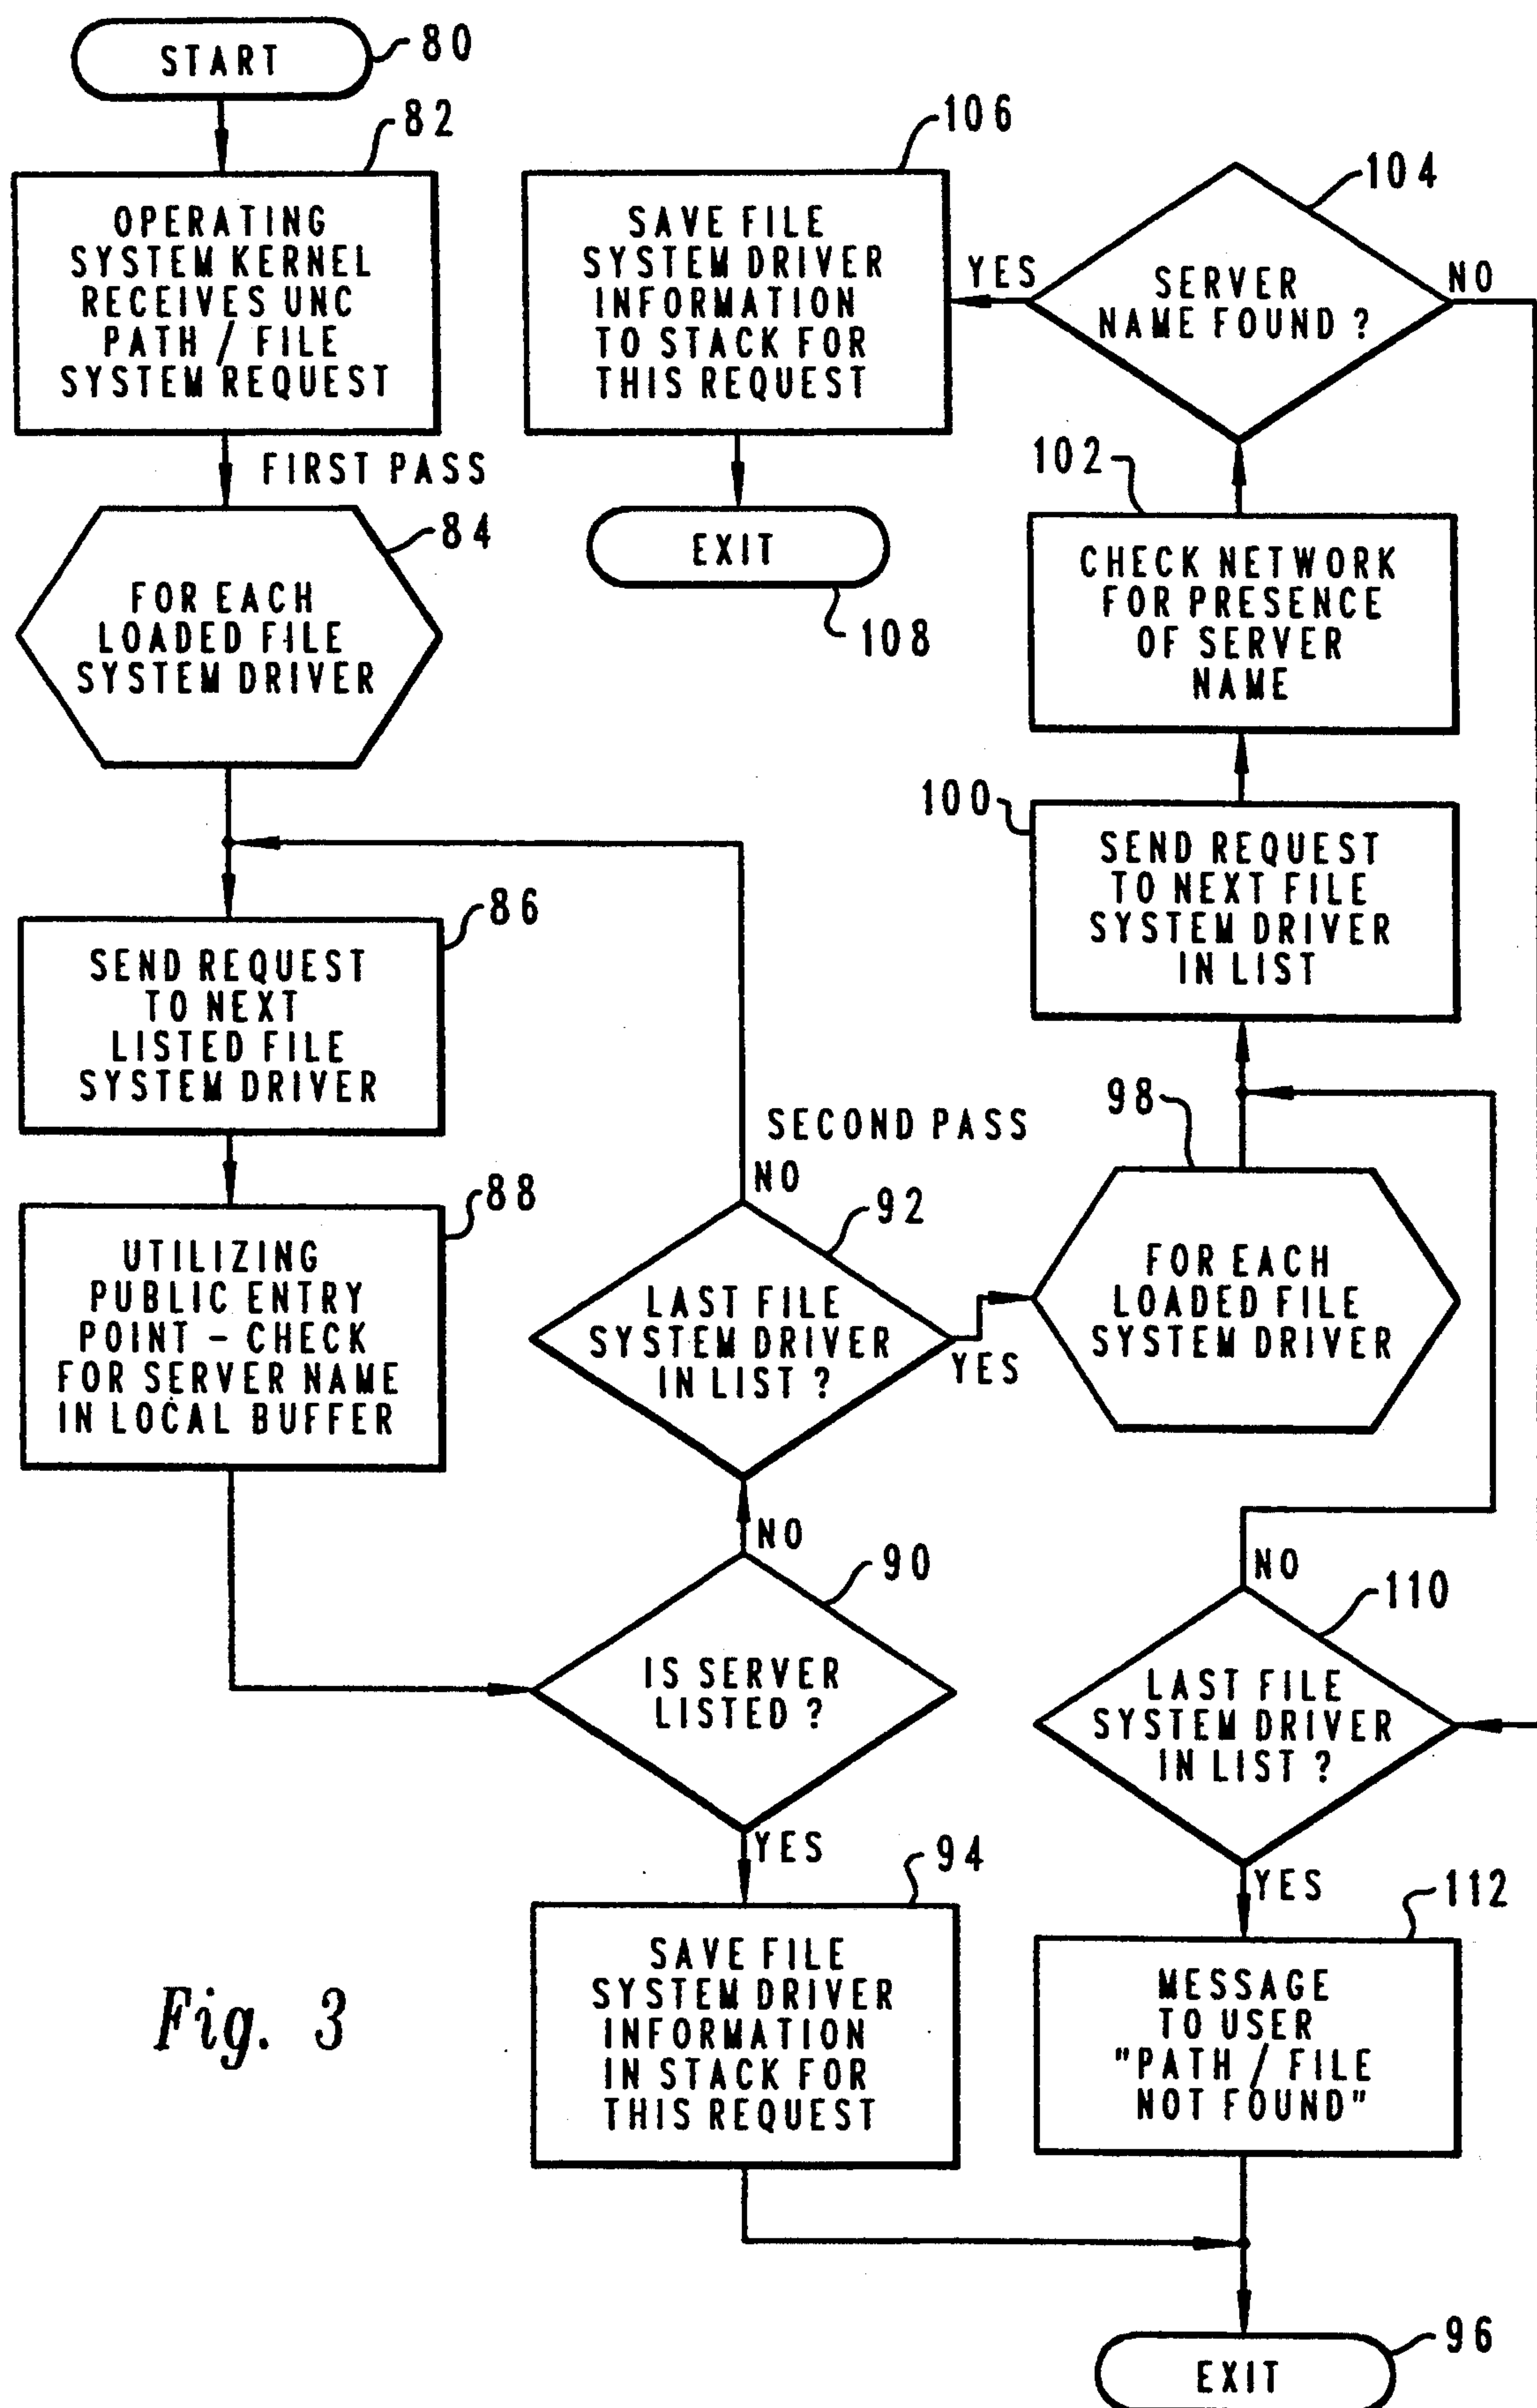 START
80
82
OPERATING
SYSTEM KERNEL
RECEIVES UNC
PATH / FILE
SYSTEM REQUEST
FIRST PASS
84
FOR EACH
LOADED FILE
SYSTEM DRIVER
86
SEND REQUEST
TO NEXT
LISTED FILE
SYSTEM DRIVER
88
UTILIZING
PUBLIC ENTRY
POINT - CHECK
FOR SERVER NAME
IN LOCAL BUFFER
90
IS SERVER
LISTED ?
NO
YES
92
LAST FILE
SYSTEM DRIVER
IN LIST ?
NO
YES
94
SAVE FILE
SYSTEM DRIVER
INFORMATION
IN STACK FOR
THIS REQUEST
SECOND PASS
98
FOR EACH
LOADED FILE
SYSTEM DRIVER
100
SEND REQUEST
TO NEXT FILE
SYSTEM DRIVER
IN LIST
102
CHECK NETWORK
FOR PRESENCE
OF SERVER
NAME
104
SERVER
NAME FOUND ?
YES
NO
106
SAVE FILE
SYSTEM DRIVER
INFORMATION
TO STACK FOR
THIS REQUEST
EXIT
108
110
LAST FILE
SYSTEM DRIVER
IN LIST ?
NO
YES
112
MESSAGE
TO USER
"PATH / FILE
NOT FOUND"
96
EXIT
Fig. 3